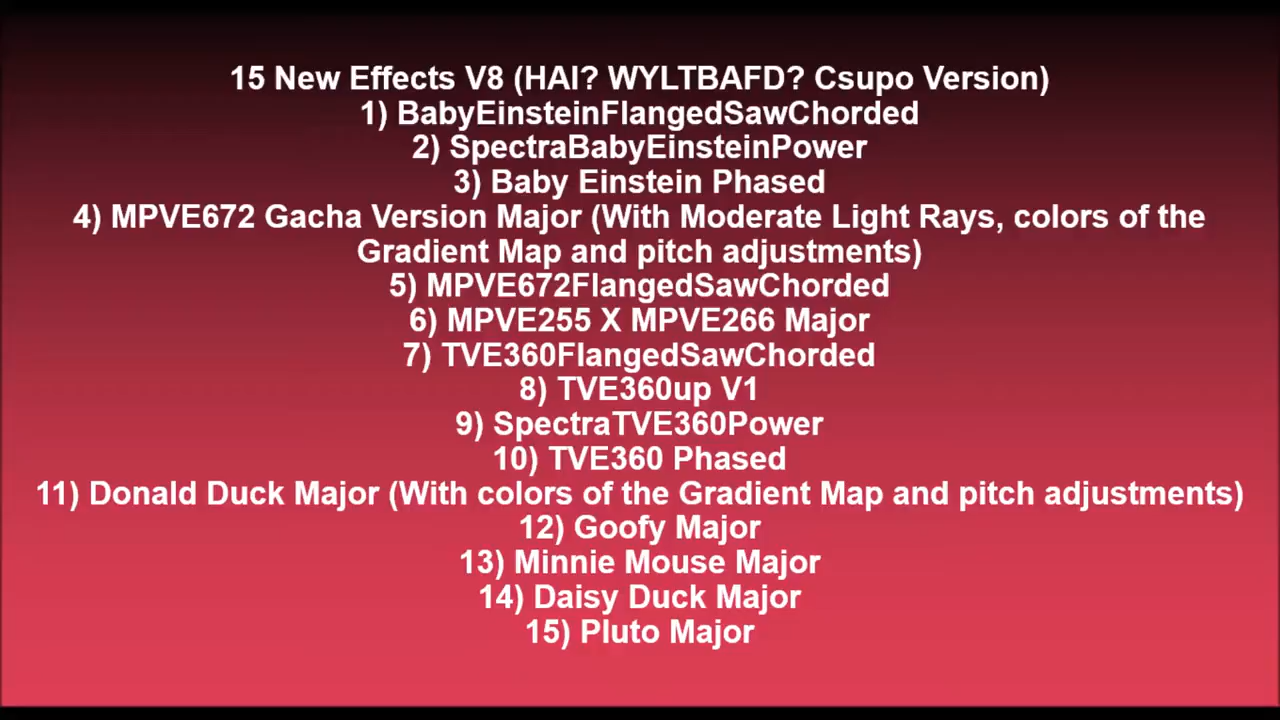 15 New Effects V8 (HAI? WYLTBAFD? Csupo Version)
1) BabyEinsteinFlangedSawChorded
2) SpectraBabyEinsteinPower
3) Baby Einstein Phased
4) MPVE672 Gacha Version Major (With Moderate Light Rays, colors of the
Gradient Map and pitch adjustments)
5) MPVE672FlangedSawChorded
6) MPVE255 X MPVE266 Major
7) TVE360FlangedSawChorded
8) TVE360up V1
9) SpectraTVE360Power
10) TVE360 Phased
11) Donald Duck Major (With colors of the Gradient Map and pitch adjustments)
12) Goofy Major
13) Minnie Mouse Major
14) Daisy Duck Major
15) Pluto Major